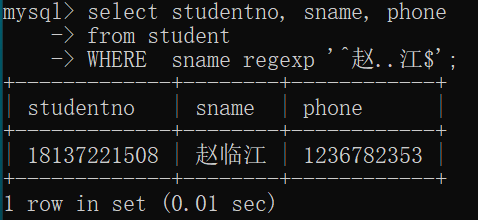 mysql> select studentno, sname, phone
    -> from student
    -> WHERE  sname regexp '^赵..江$';
+-------------+--------+------------+
| studentno   | sname  | phone      |
+-------------+--------+------------+
| 18137221508 | 赵临江 | 1236782353 |
+-------------+--------+------------+
1 row in set (0.01 sec)